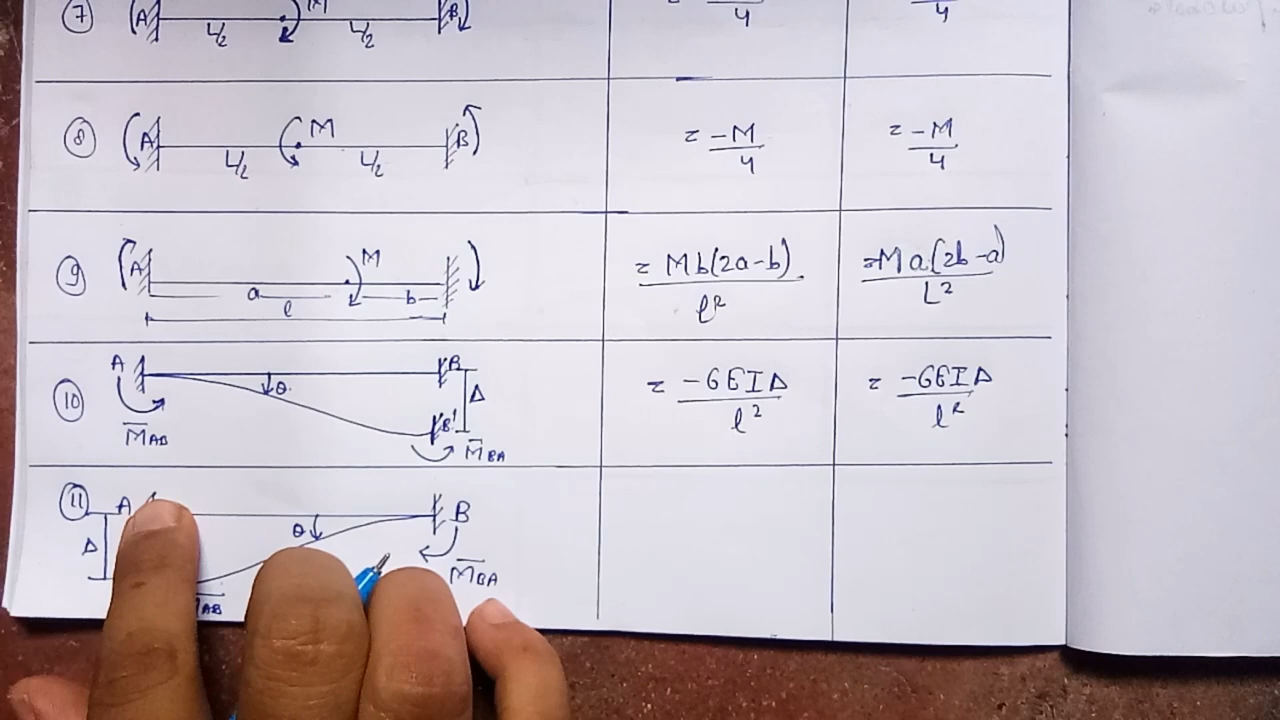 ⑦ A M B L/2 L/2 4 4
⑧ A M B L/2 L/2 = -M/4 = -M/4
⑨ A M a b l = Mb(2a-b)/l² = Ma(2b-a)/L²
⑩ A θ B Δ B' M̅AB M̅BA = -6EIΔ/l² = -6EIΔ/l²
⑪ A θ B Δ AB M̅BA